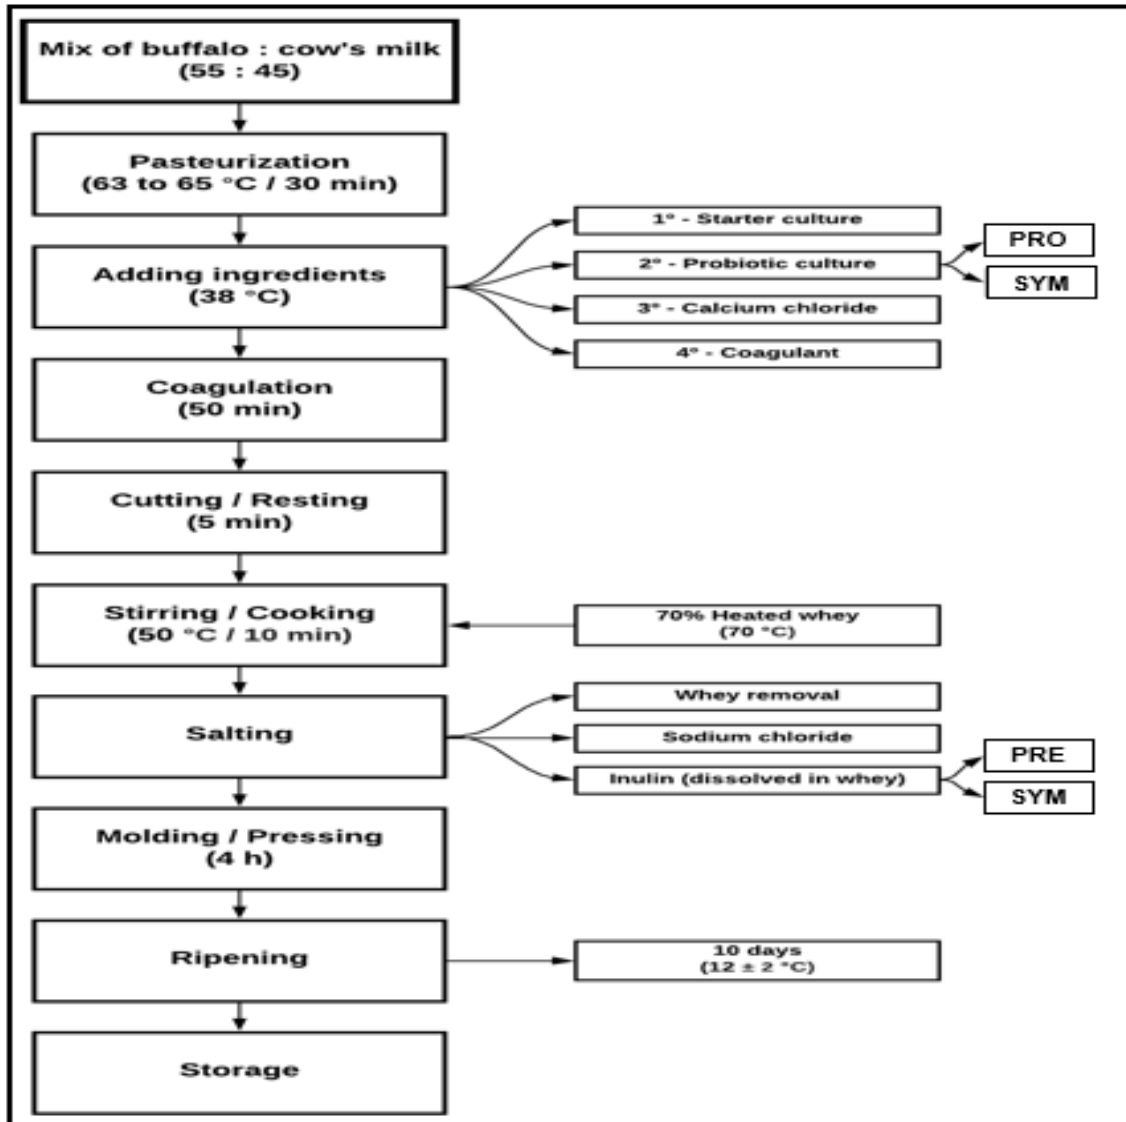 Mix of buffalo : cow's milk
(55 : 45)
Pasteurization
(63 to 65 °C / 30 min)
Adding ingredients
(38 °C)
1° - Starter culture
2° - Probiotic culture
PRO
SYM
3° - Calcium chloride
4° - Coagulant
Coagulation
(50 min)
Cutting / Resting
(5 min)
Stirring / Cooking
(50 °C / 10 min)
70% Heated whey
(70 °C)
Salting
Whey removal
Sodium chloride
Inulin (dissolved in whey)
PRE
SYM
Molding / Pressing
(4 h)
Ripening
10 days
(12 ± 2 °C)
Storage